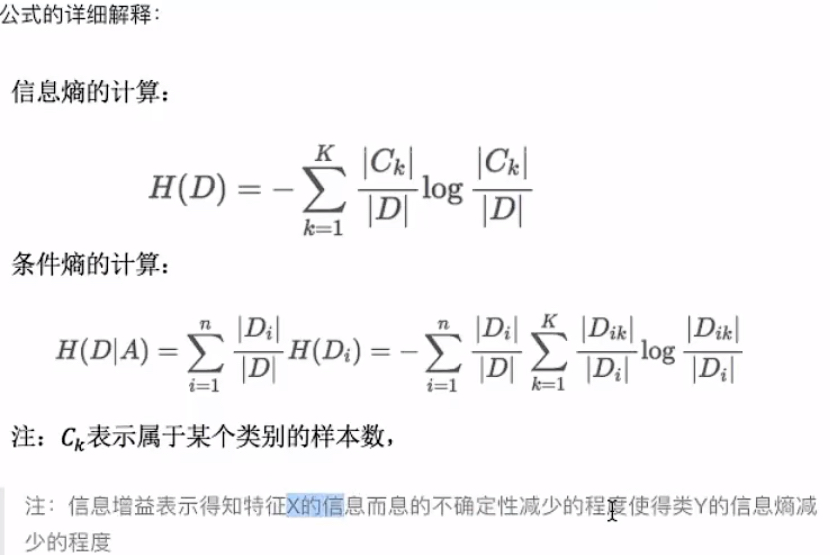 公式的详细解释：
信息熵的计算：
H(D) = -\sum_{k=1}^{K} \frac{|C_k|}{|D|} \log \frac{|C_k|}{|D|}
条件熵的计算：
H(D|A) = \sum_{i=1}^{n} \frac{|D_i|}{|D|} H(D_i) = -\sum_{i=1}^{n} \frac{|D_i|}{|D|} \sum_{k=1}^{K} \frac{|D_{ik}|}{|D_i|} \log \frac{|D_{ik}|}{|D_i|}
注：C_k表示属于某个类别的样本数，
注：信息增益表示得知特征X的信息而息的不确定性减少的程度使得类Y的信息熵减
少的程度